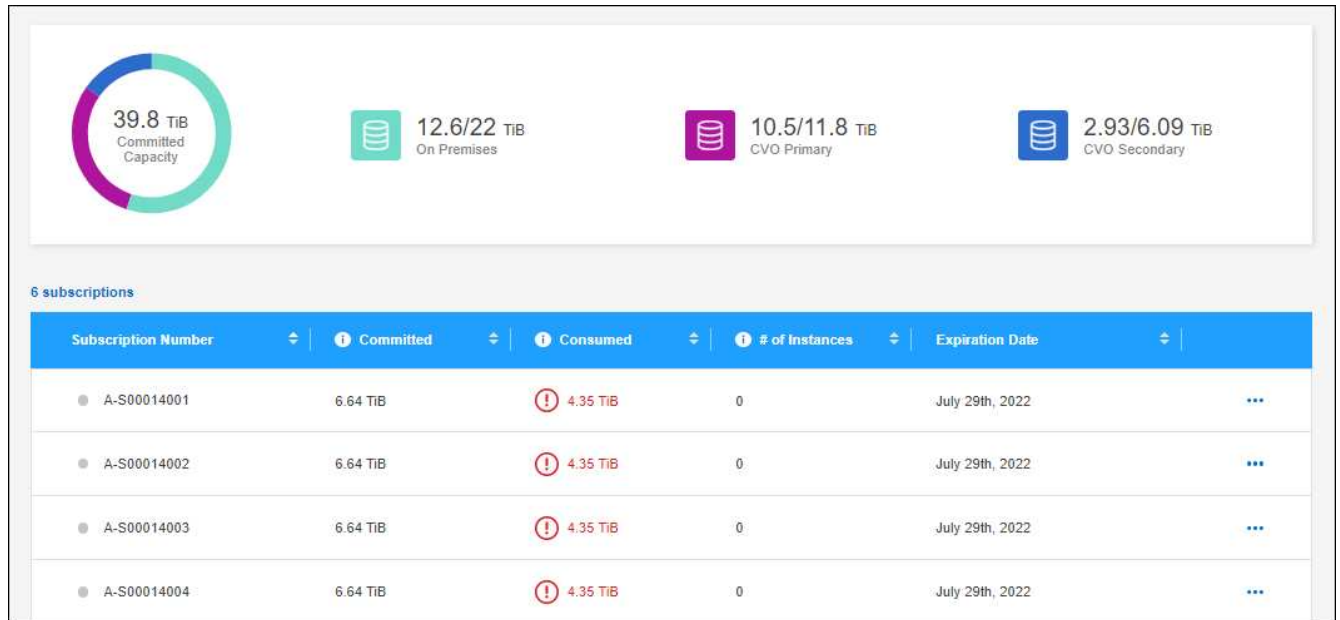 39.8 TiB
Committed
Capacity
12.6/22 TiB
On Premises
10.5/11.8 TiB
CVO Primary
2.93/6.09 TiB
CVO Secondary
6 subscriptions
Subscription Number Committed Consumed # of Instances Expiration Date
A-S00014001 6.64 TiB 4.35 TiB 0 July 29th, 2022
A-S00014002 6.64 TiB 4.35 TiB 0 July 29th, 2022
A-S00014003 6.64 TiB 4.35 TiB 0 July 29th, 2022
A-S00014004 6.64 TiB 4.35 TiB 0 July 29th, 2022